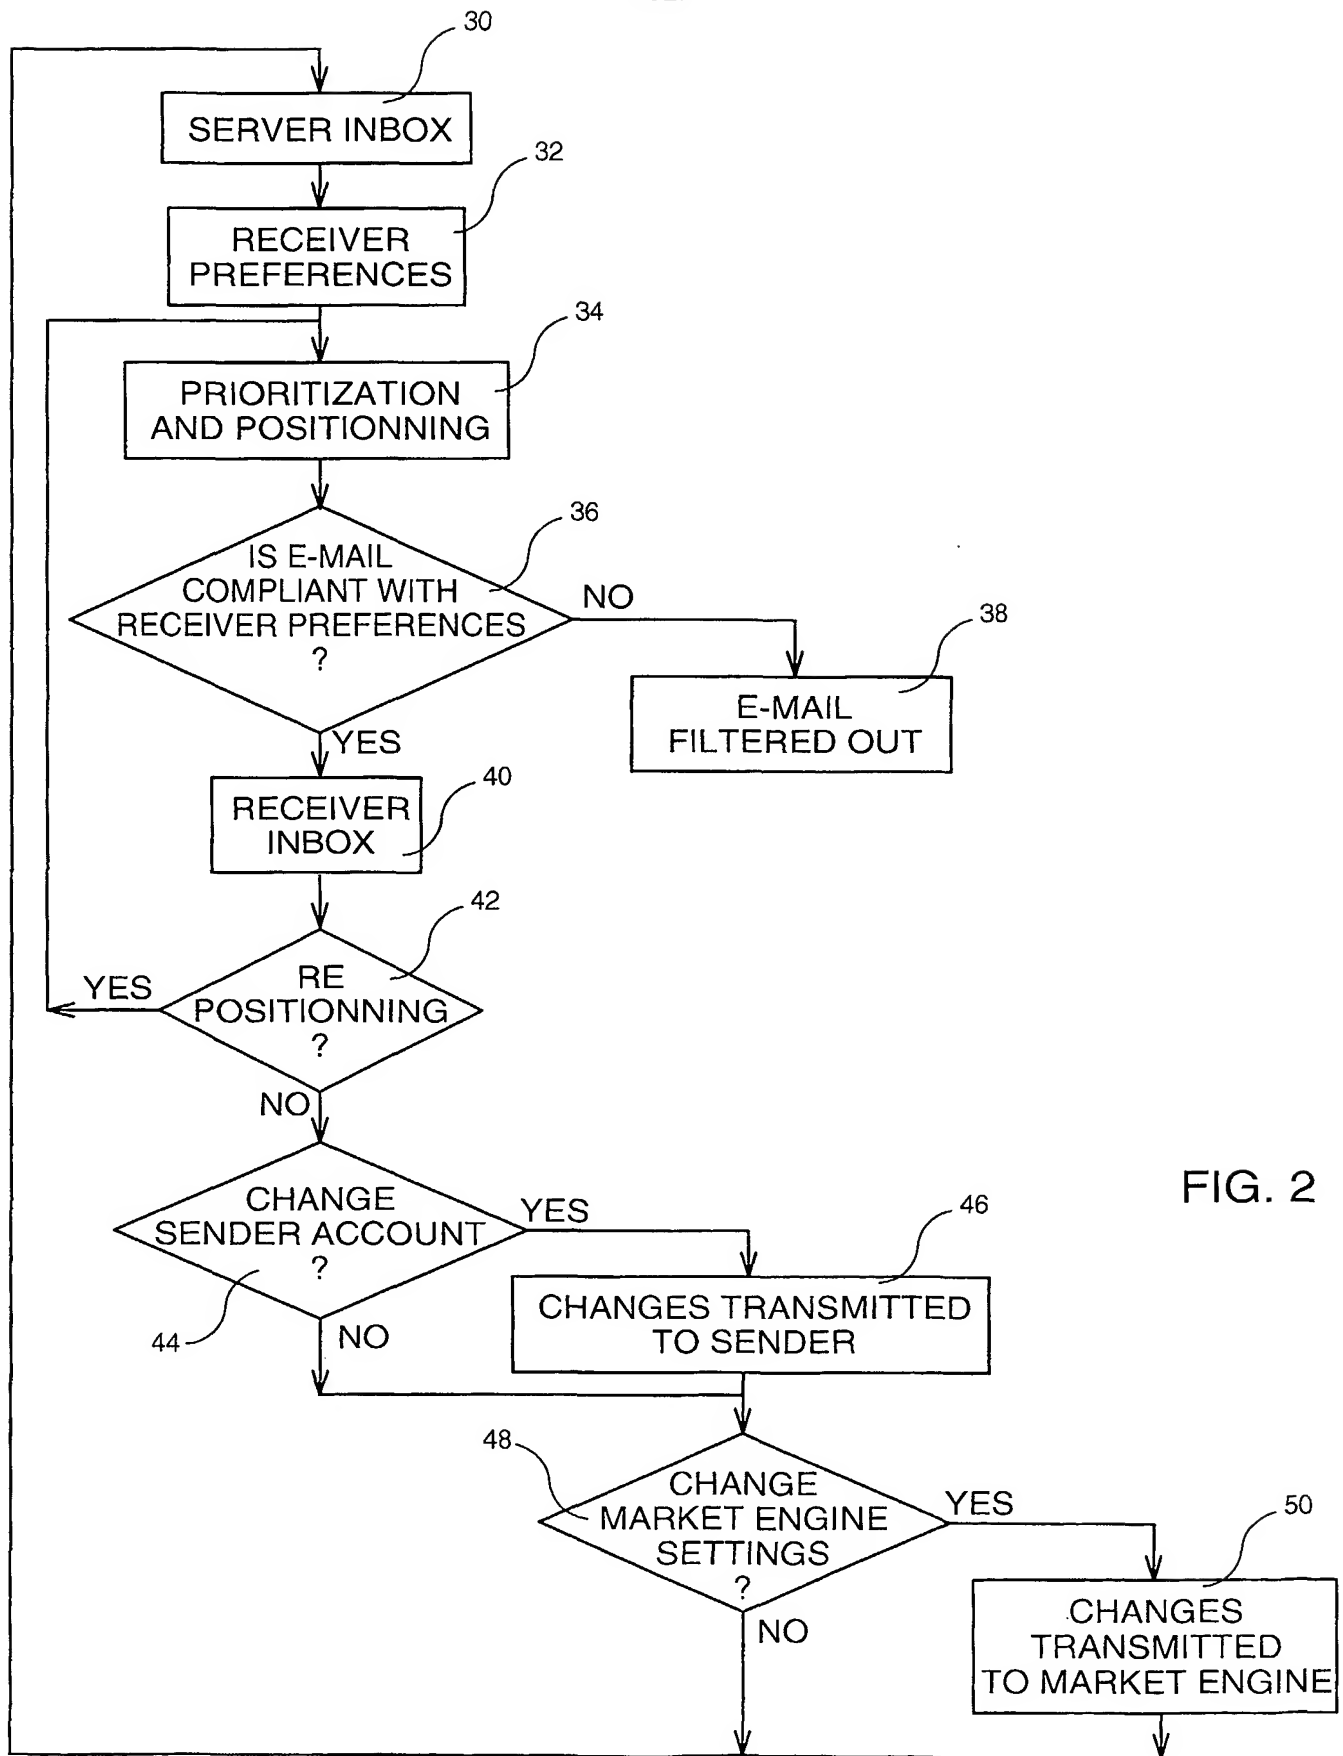 30
SERVER INBOX
32
RECEIVER
PREFERENCES
34
PRIORITIZATION
AND POSITIONNING
36
IS E-MAIL
COMPLIANT WITH
RECEIVER PREFERENCES
?
NO
38
E-MAIL
FILTERED OUT
YES
40
RECEIVER
INBOX
42
RE
POSITIONNING
?
YES
NO
FIG. 2
CHANGE
SENDER ACCOUNT
?
YES
46
44
NO
CHANGES TRANSMITTED
TO SENDER
48
CHANGE
MARKET ENGINE
SETTINGS
?
YES
50
NO
CHANGES
TRANSMITTED
TO MARKET ENGINE